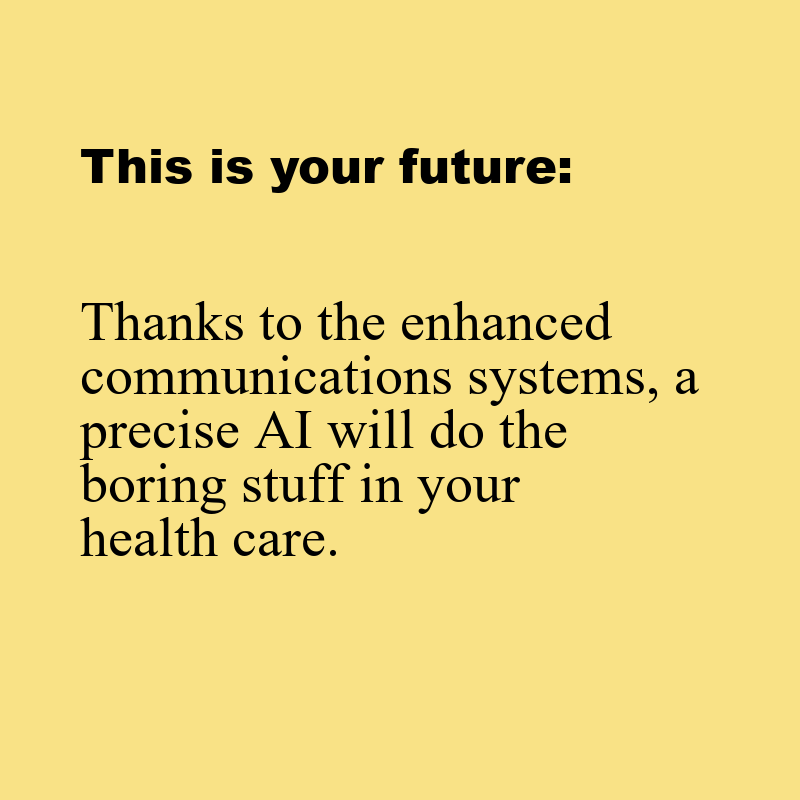 This is your future:
Thanks to the enhanced
communications systems, a
precise AI will do the
boring stuff in your
health care.